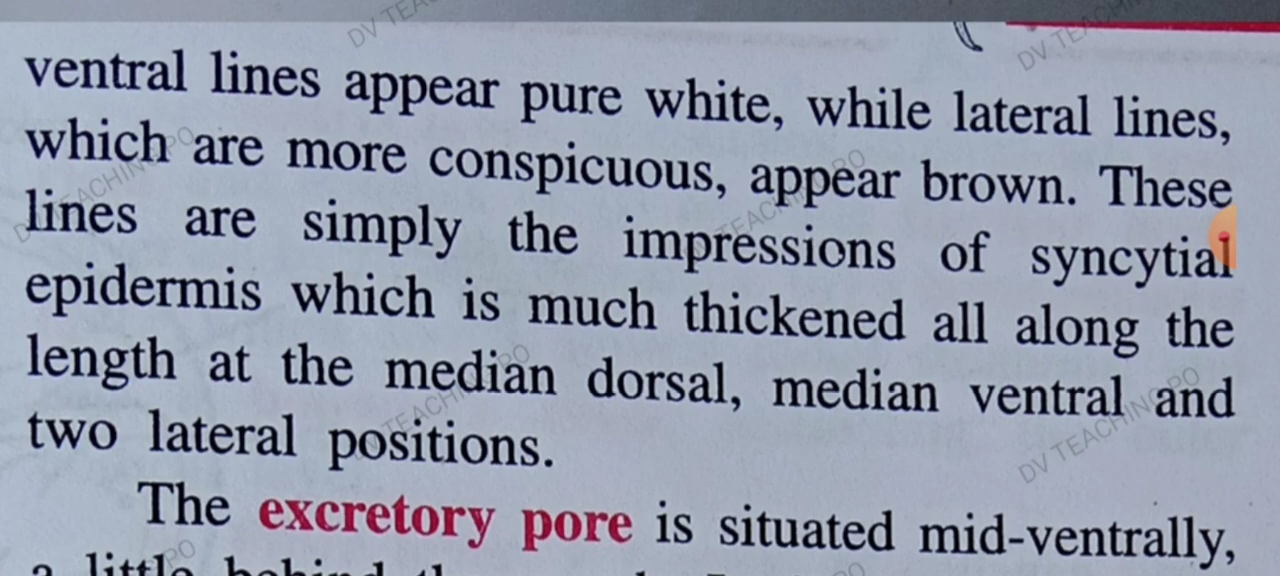 ventral lines appear pure white, while lateral lines,
which are more conspicuous, appear brown. These
lines are simply the impressions of syncytial
epidermis which is much thickened all along the
length at the median dorsal, median ventral and
two lateral positions.
The excretory pore is situated mid-ventrally,
a little behind